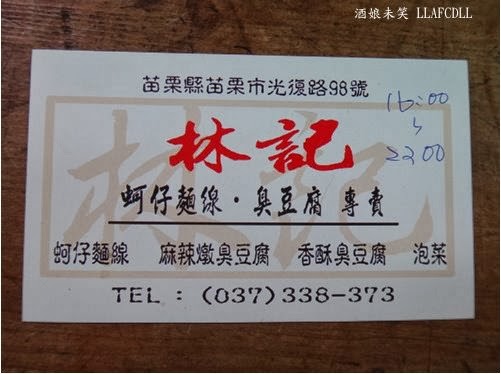 酒娘未笑 LLAFCDLL
苗栗縣苗栗市光復路98號
16:00
2200
林記
蚵仔麵線·臭豆腐 專賣
蚵仔麵線 麻辣燉臭豆腐 香酥臭豆腐 泡菜
TEL : (037)338-373